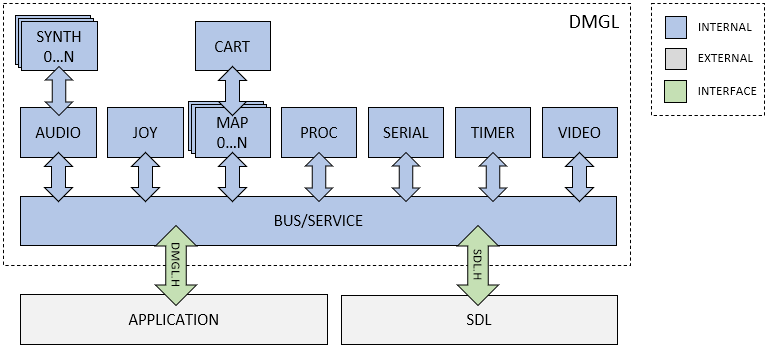 DMGL
INTERNAL
EXTERNAL
INTERFACE
SYNTH
0...N
CART
AUDIO
JOY
MAP
0...N
PROC
SERIAL
TIMER
VIDEO
BUS/SERVICE
DMGL.H
SDL.H
APPLICATION
SDL